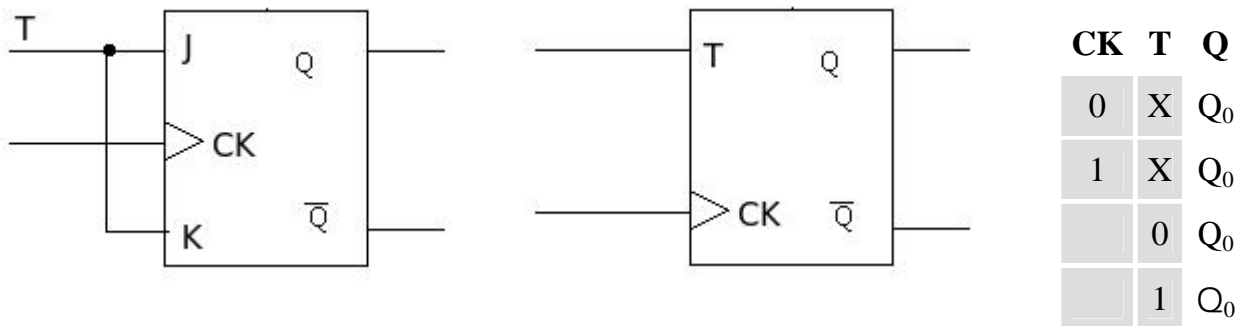 T
J
Q
CK
Q̅
K
T
Q
CK
Q̅
CK T Q
0 X Q₀
1 X Q₀
0 Q₀
1 Q₀